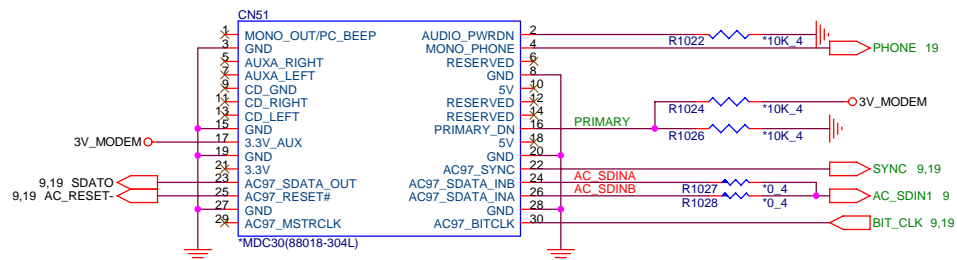 CN51
1 MONO_OUT/PC_BEEP AUDIO_PWRDN 2
R1022 *10K_4
3 GND MONO_PHONE 4 PHONE 19
5 AUXA_RIGHT RESERVED 6
7 AUXA_LEFT GND 8
9 CD_GND 5V 10
11 CD_RIGHT RESERVED 12
R1024 *10K_4 3V_MODEM
13 CD_LEFT RESERVED 14
15 GND PRIMARY_DN 16 PRIMARY
R1026 *10K_4
3V_MODEM 17 3.3V_AUX 5V 18
19 GND GND 20
21 3.3V AC97_SYNC 22 SYNC 9,19
9,19 SDATO 23 AC97_SDATA_OUT AC97_SDATA_INB 24 AC_SDINA
R1027 *0_4
9,19 AC_RESET- 25 AC97_RESET# AC97_SDATA_INA 26 AC_SDINB AC_SDIN1 9
R1028 *0_4
27 GND GND 28
29 AC97_MSTRCLK AC97_BITCLK 30 BIT_CLK 9,19
*MDC30(88018-304L)